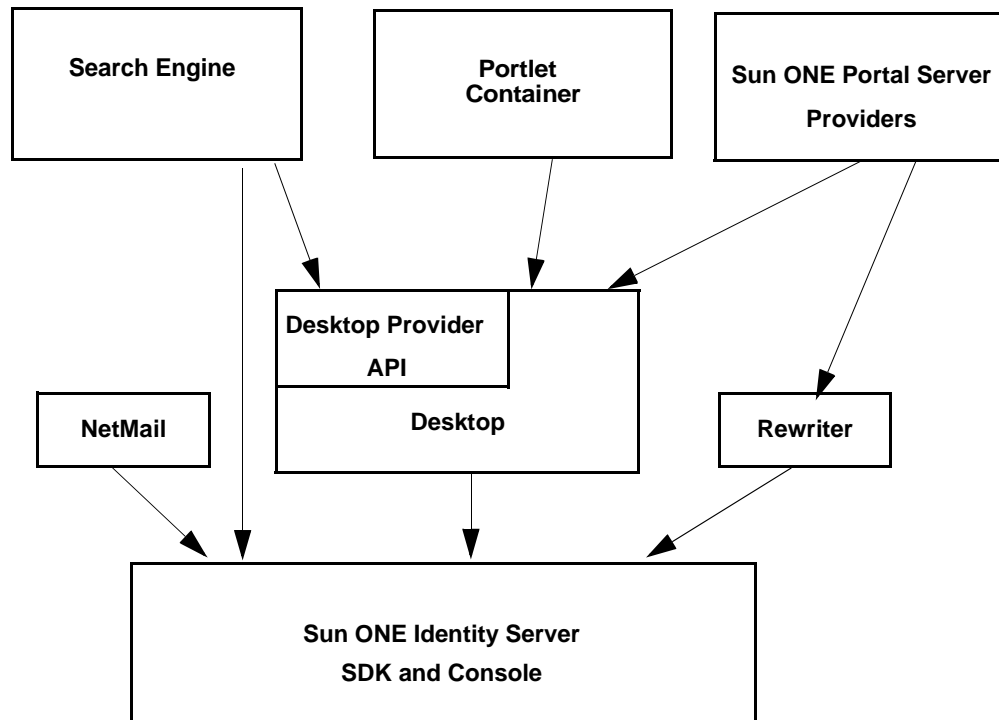 Search Engine
Portlet
Container
Sun ONE Portal Server
Providers
Desktop Provider
API
Desktop
NetMail
Rewriter
Sun ONE Identity Server
SDK and Console